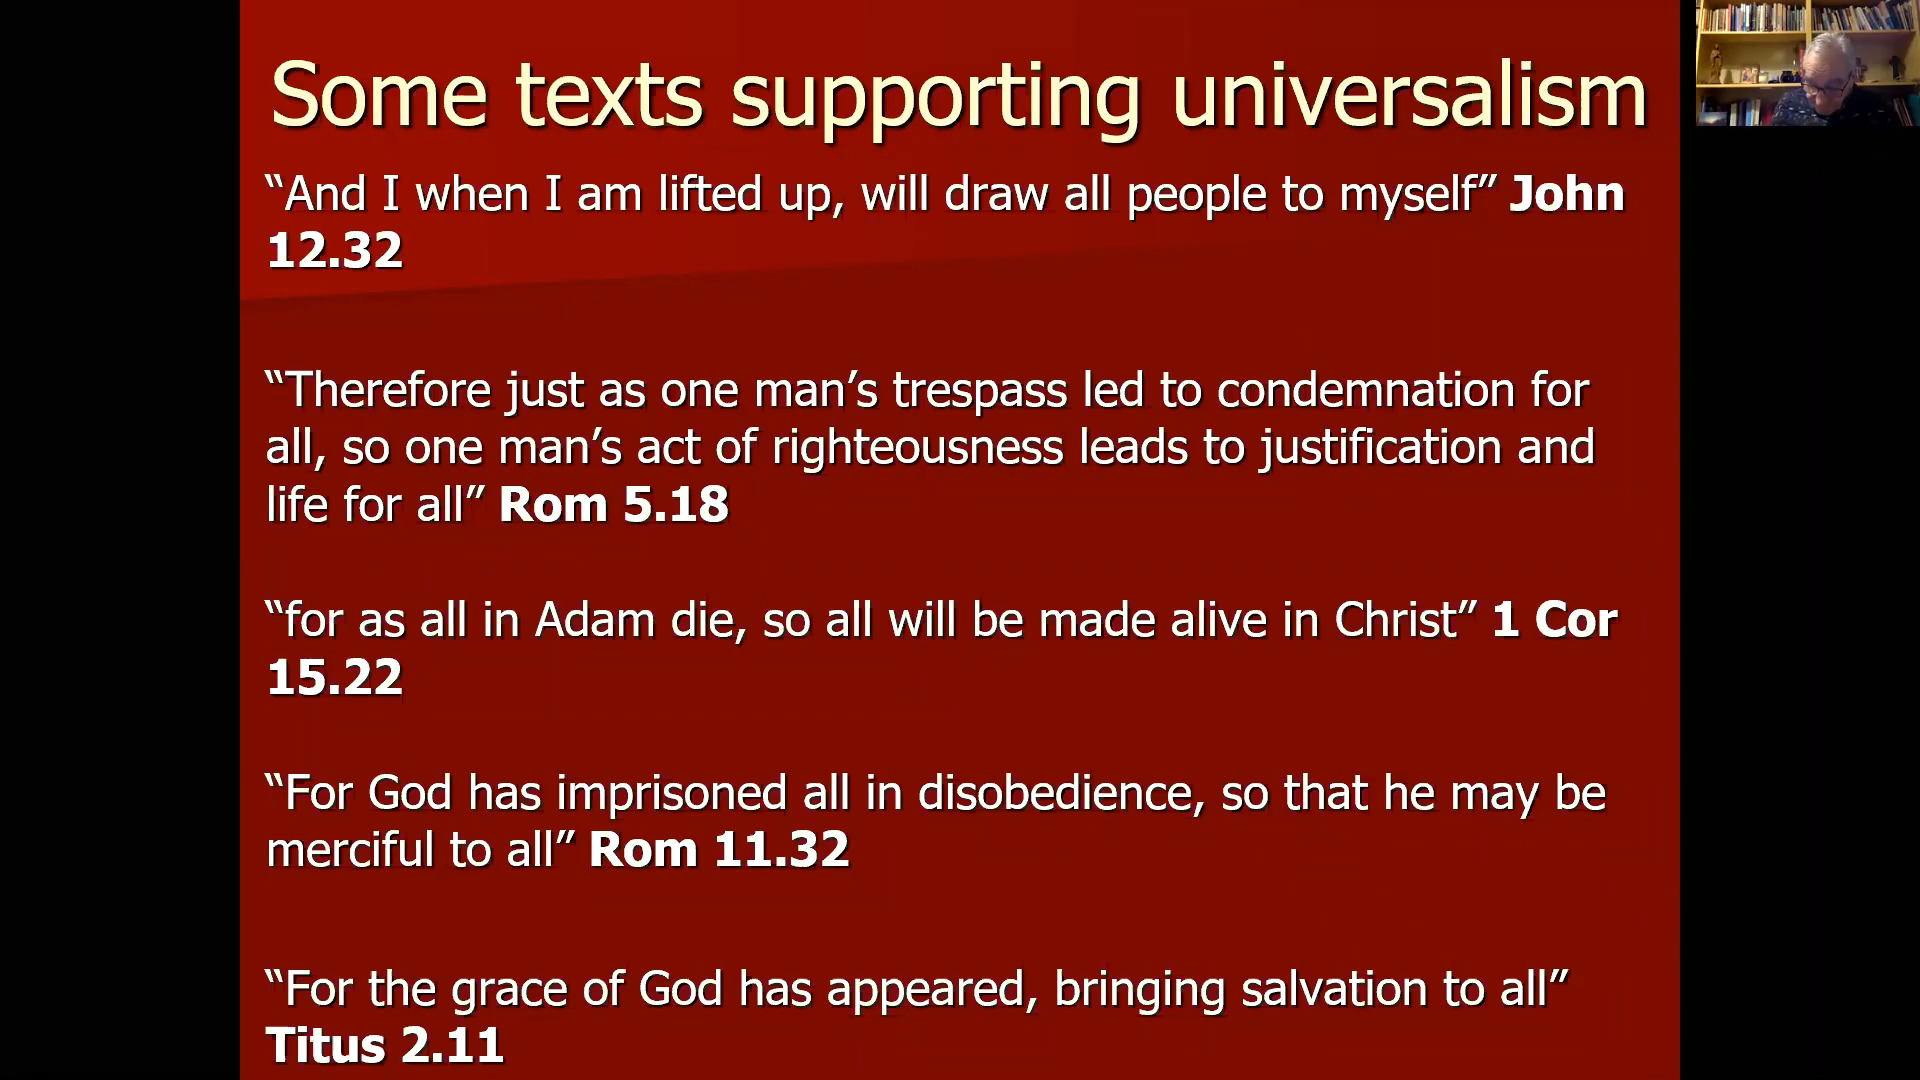 Some texts supporting universalism
“And I when I am lifted up, will draw all people to myself” John
12.32
“Therefore just as one man’s trespass led to condemnation for
all, so one man’s act of righteousness leads to justification and
life for all” Rom 5.18
“for as all in Adam die, so all will be made alive in Christ” 1 Cor
15.22
“For God has imprisoned all in disobedience, so that he may be
merciful to all” Rom 11.32
“For the grace of God has appeared, bringing salvation to all”
Titus 2.11